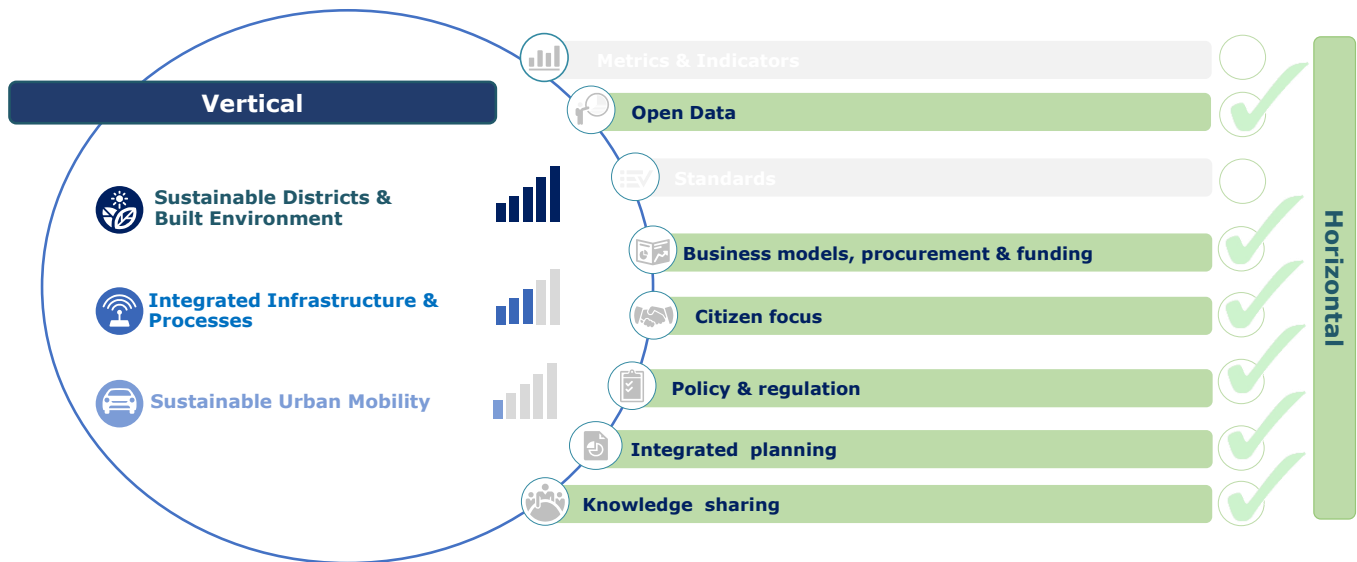 Vertical
Sustainable Districts &
Built Environment
Integrated Infrastructure &
Processes
Sustainable Urban Mobility
Metrics & Indicators
Open Data
Standards
Business models, procurement & funding
Citizen focus
Policy & regulation
Integrated planning
Knowledge sharing
Horizontal